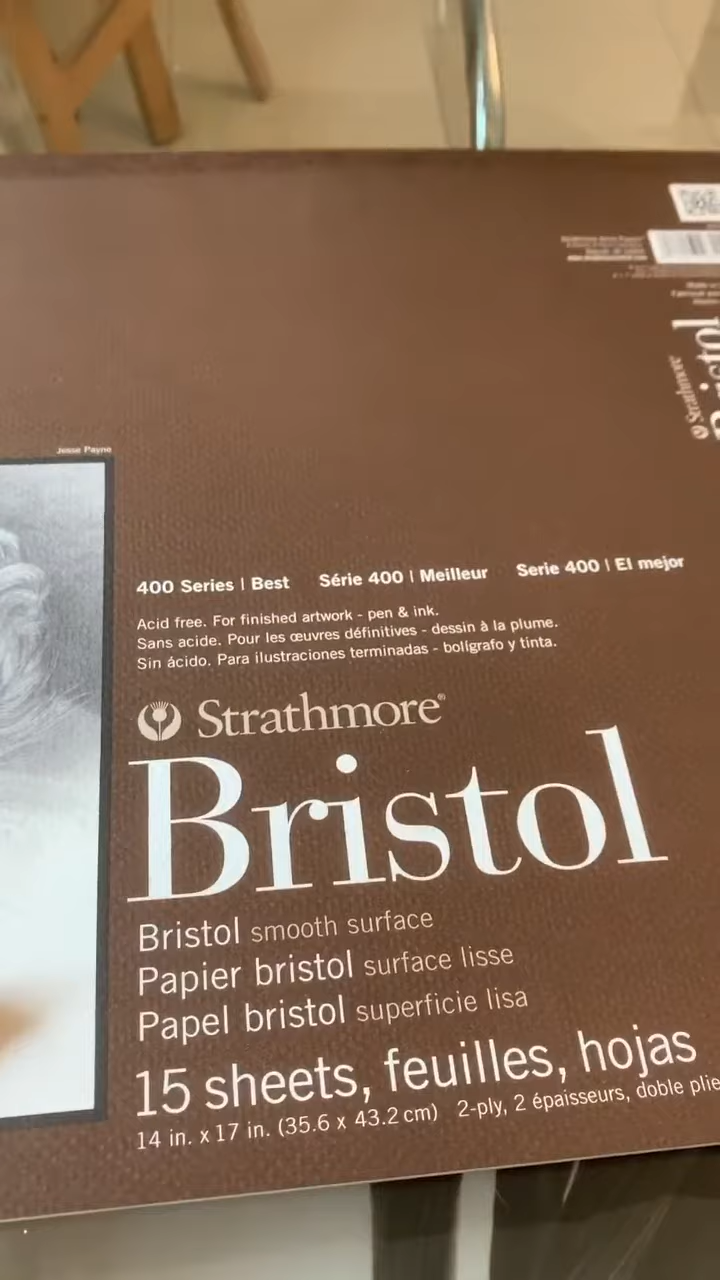 Jesse Payne
400 Series | Best Série 400 | Meilleur Serie 400 | El mejor
Acid free. For finished artwork - pen & ink.
Sans acide. Pour les œuvres définitives - dessin à la plume.
Sin ácido. Para ilustraciones terminadas - bolígrafo y tinta.
Strathmore®
Bristol
Bristol smooth surface
Papier bristol surface lisse
Papel bristol superficie lisa
15 sheets, feuilles, hojas
14 in. x 17 in. (35.6 x 43.2 cm) 2-ply, 2 épaisseurs, doble plie
Strathmore